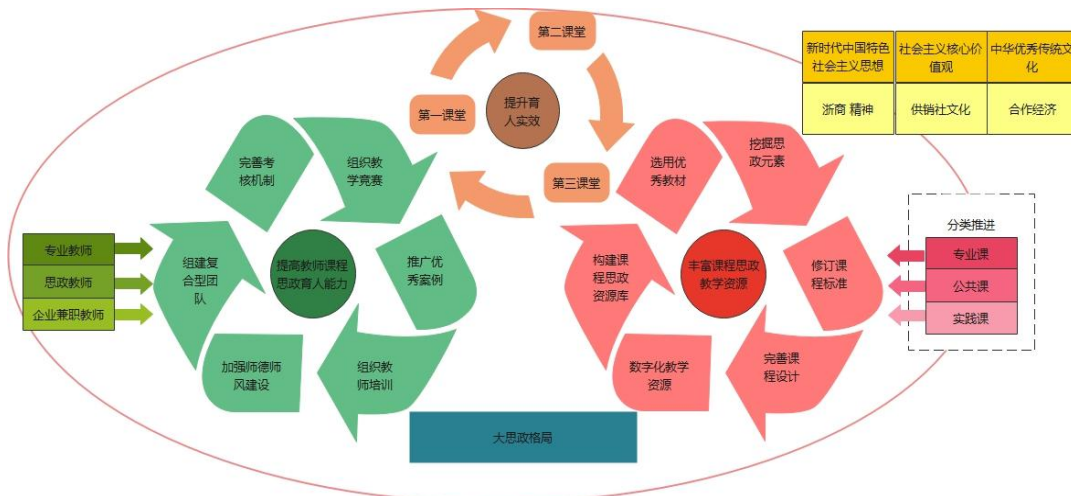 第二课堂
第一课堂
提升育
人实效
第三课堂
新时代中国特色
社会主义思想
社会主义核心价
值观
中华优秀传统文
化
浙商 精神
供销社文化
合作经济
完善考
核机制
组织教
学竞赛
推广优
秀案例
组织教
师培训
加强师德师
风建设
组建复
合型团
队
提高教师课程
思政育人能力
专业教师
思政教师
企业兼职教师
选用优
秀教材
挖掘思
政元素
修订课
程标准
完善课
程设计
数字化教学
资源
构建课
程思政
资源库
丰富课程思政
教学资源
分类推进
专业课
公共课
实践课
大思政格局